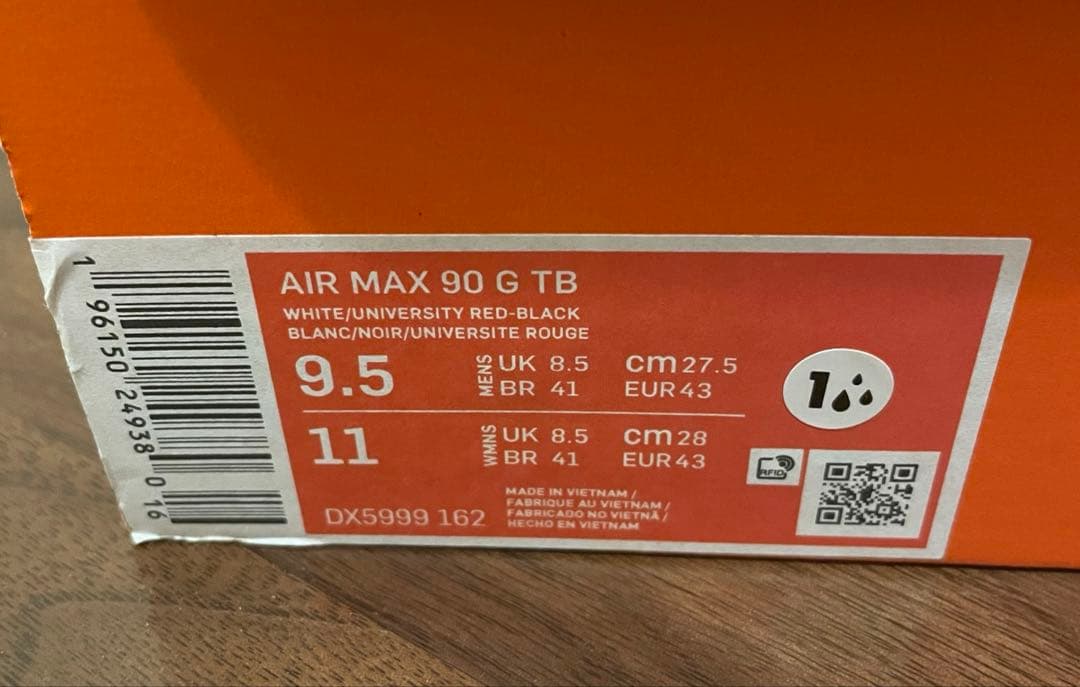 AIR MAX 90 G TB
WHITE/UNIVERSITY RED-BLACK
BLANC/NOIR/UNIVERSITE ROUGE
9.5 MENS UK 8.5 cm 27.5
BR 41 EUR 43
11 WMNS UK 8.5 cm 28
BR 41 EUR 43
DX5999 162
MADE IN VIETNAM /
FABRIQUE AU VIETNAM /
FABRICADO NO VIETNÃ /
HECHO EN VIETNAM
1
RFID
1 96150 24938 0 16